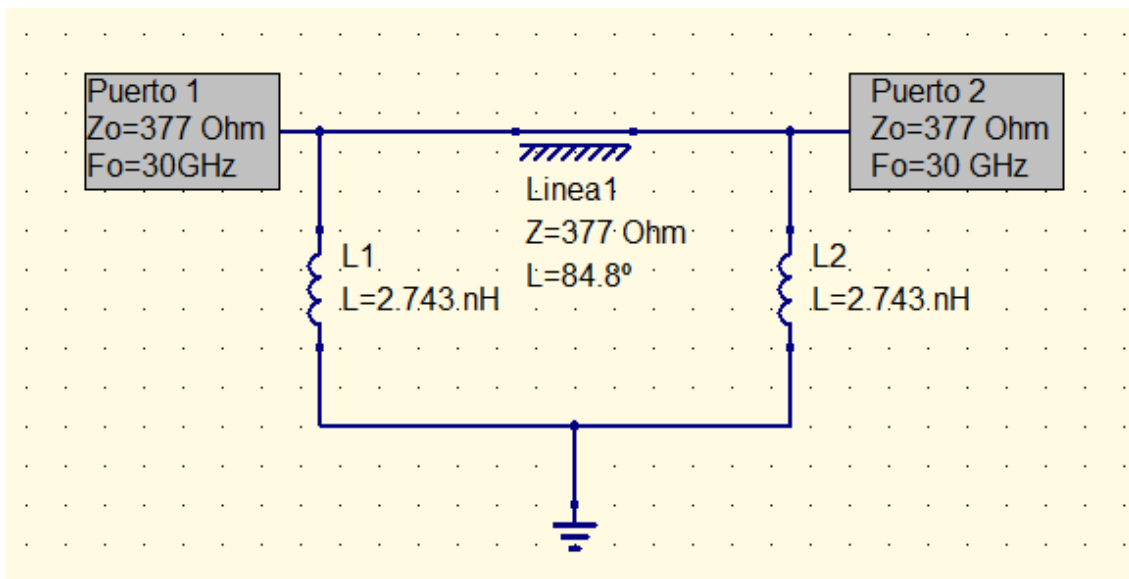 Puerto 1
Zo=377 Ohm
Fo=30GHz
Puerto 2
Zo=377 Ohm
Fo=30 GHz
Linea1
Z=377 Ohm
L=84.8º
L1
L=2.743 nH
L2
L=2.743 nH